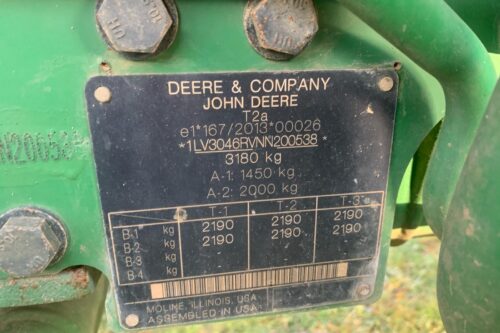 DEERE & COMPANY
JOHN DEERE
T2a
e1*167/2013*00026
*1LV3046RVNN200538*
3180 kg
A-1: 1450 kg
A-2: 2000 kg
T-1 T-2 T-3
B-1 kg 2190 2190 2190
B-2 kg 2190 2190 2190
B-3 kg - - -
B-4 kg - - -
MOLINE, ILLINOIS, USA
ASSEMBLED IN USA
N200538